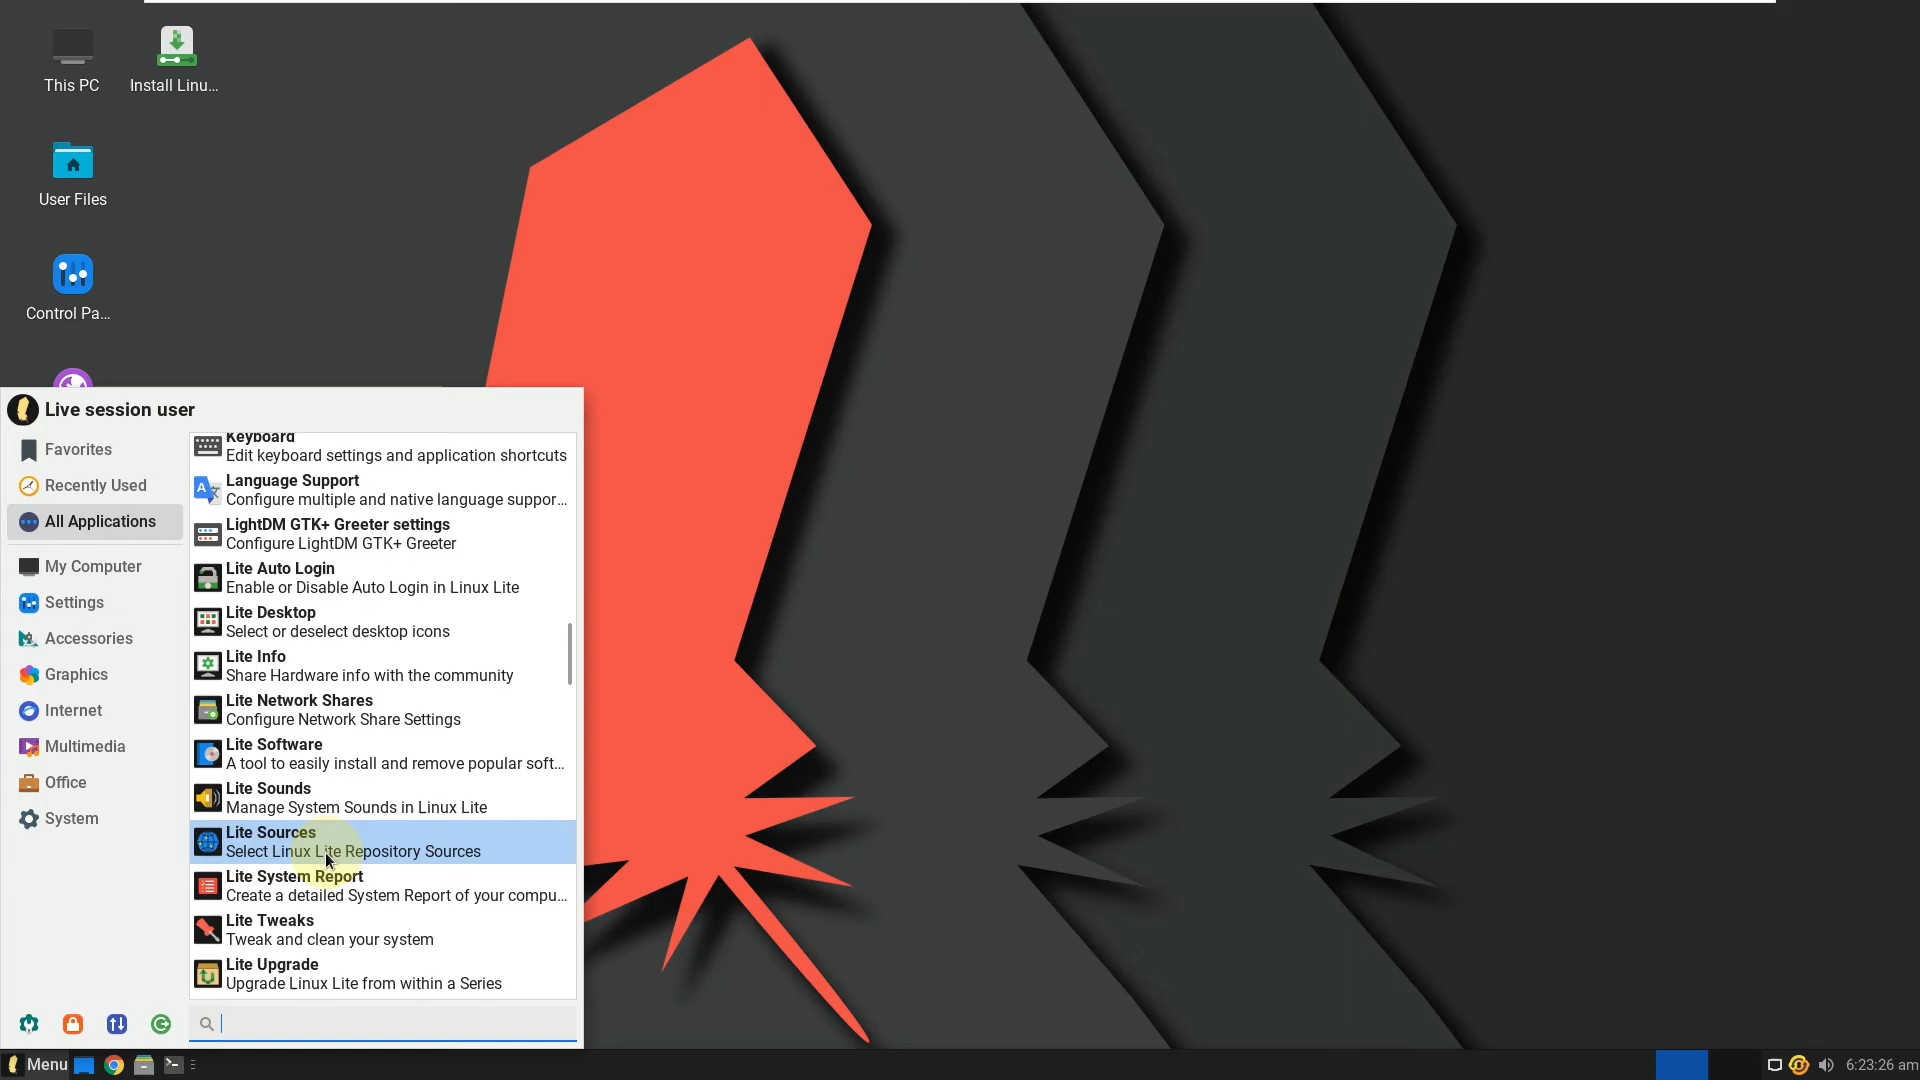 This PC
Install Linu...
User Files
Control Pa...
Live session user
Favorites
Recently Used
All Applications
My Computer
Settings
Accessories
Graphics
Internet
Multimedia
Office
System
Keyboard
Edit keyboard settings and application shortcuts
Language Support
Configure multiple and native language suppor...
LightDM GTK+ Greeter settings
Configure LightDM GTK+ Greeter
Lite Auto Login
Enable or Disable Auto Login in Linux Lite
Lite Desktop
Select or deselect desktop icons
Lite Info
Share Hardware info with the community
Lite Network Shares
Configure Network Share Settings
Lite Software
A tool to easily install and remove popular soft...
Lite Sounds
Manage System Sounds in Linux Lite
Lite Sources
Select Linux Lite Repository Sources
Lite System Report
Create a detailed System Report of your compu...
Lite Tweaks
Tweak and clean your system
Lite Upgrade
Upgrade Linux Lite from within a Series
Menu
6:23:26 am